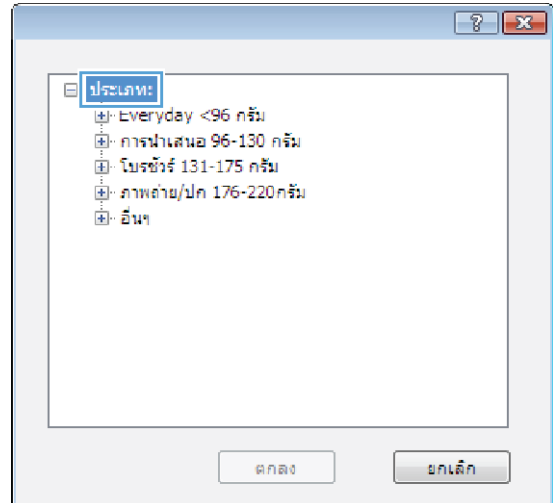 ประเภท:
Everyday <96 กรัม
การนำเสนอ 96-130 กรัม
โบรชัวร์ 131-175 กรัม
ภาพถ่าย/ปก 176-220กรัม
อื่นๆ
ตกลง
ยกเลิก